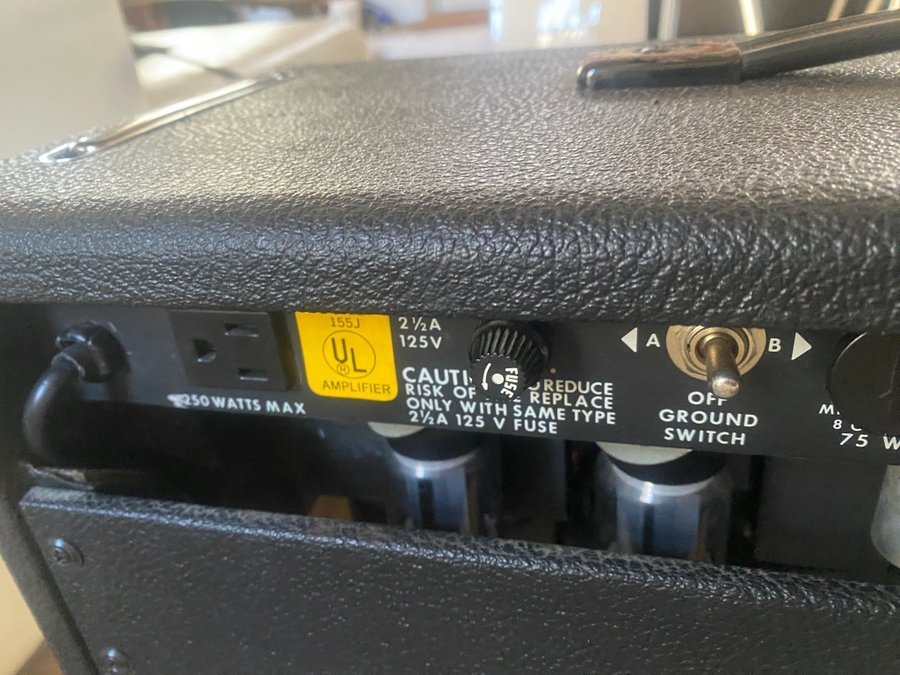 155J
UL
®
AMPLIFIER
250 WATTS MAX
2½A
125V
FUSE
REDUCE
RISK OF REPLACE
ONLY WITH SAME TYPE
2½A 125 V FUSE
A B
OFF
GROUND
SWITCH
8
75 W